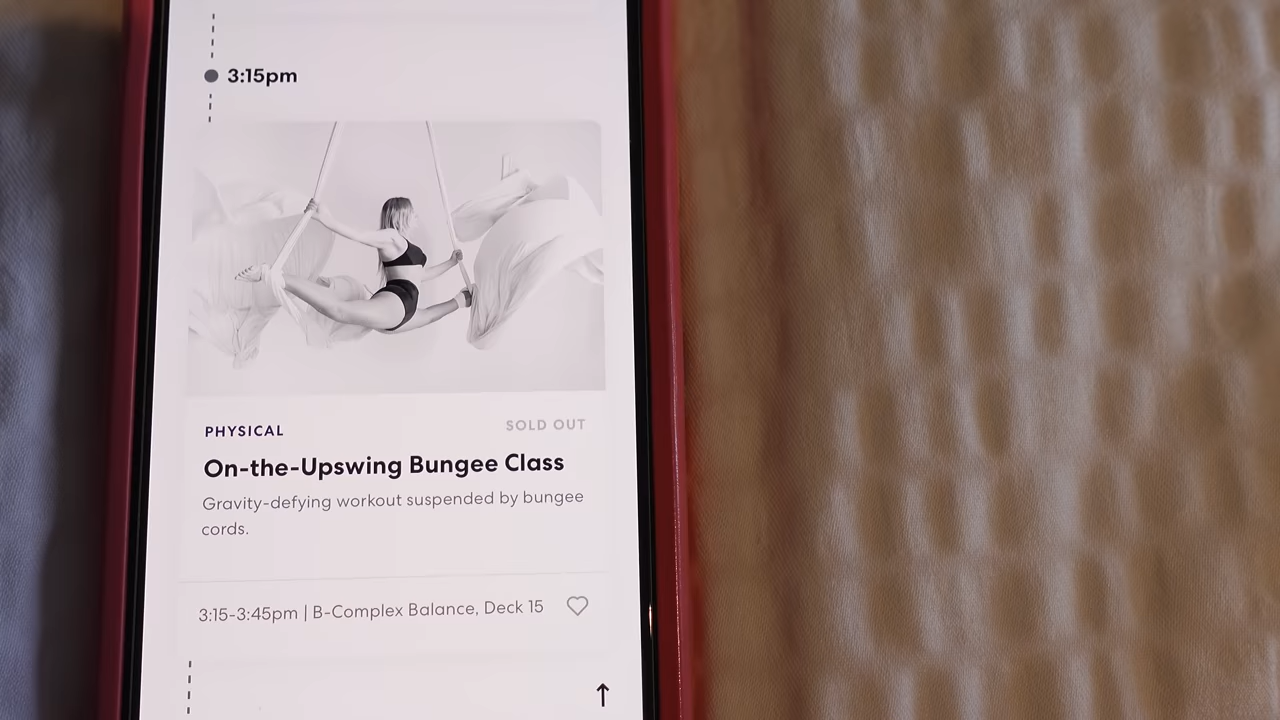 3:15pm
PHYSICAL
SOLD OUT
On-the-Upswing Bungee Class
Gravity-defying workout suspended by bungee
cords.
3:15-3:45pm | B-Complex Balance, Deck 15